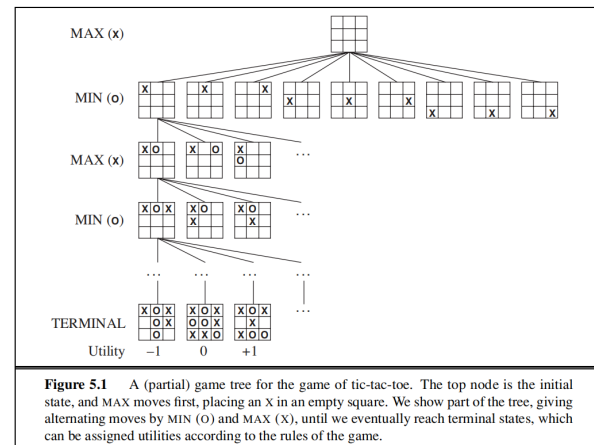 MAX (X)
MIN (O)
X X X X X X X X X
MAX (X)
X O X O X
O
...
MIN (O)
X O X X O X O
X X
...
... ... ... ...
TERMINAL
X O X X O X X O X
O X O O X X
O X X O X O O
...
Utility −1 0 +1
Figure 5.1 A (partial) game tree for the game of tic-tac-toe. The top node is the initial
state, and MAX moves first, placing an X in an empty square. We show part of the tree, giving
alternating moves by MIN (O) and MAX (X), until we eventually reach terminal states, which
can be assigned utilities according to the rules of the game.